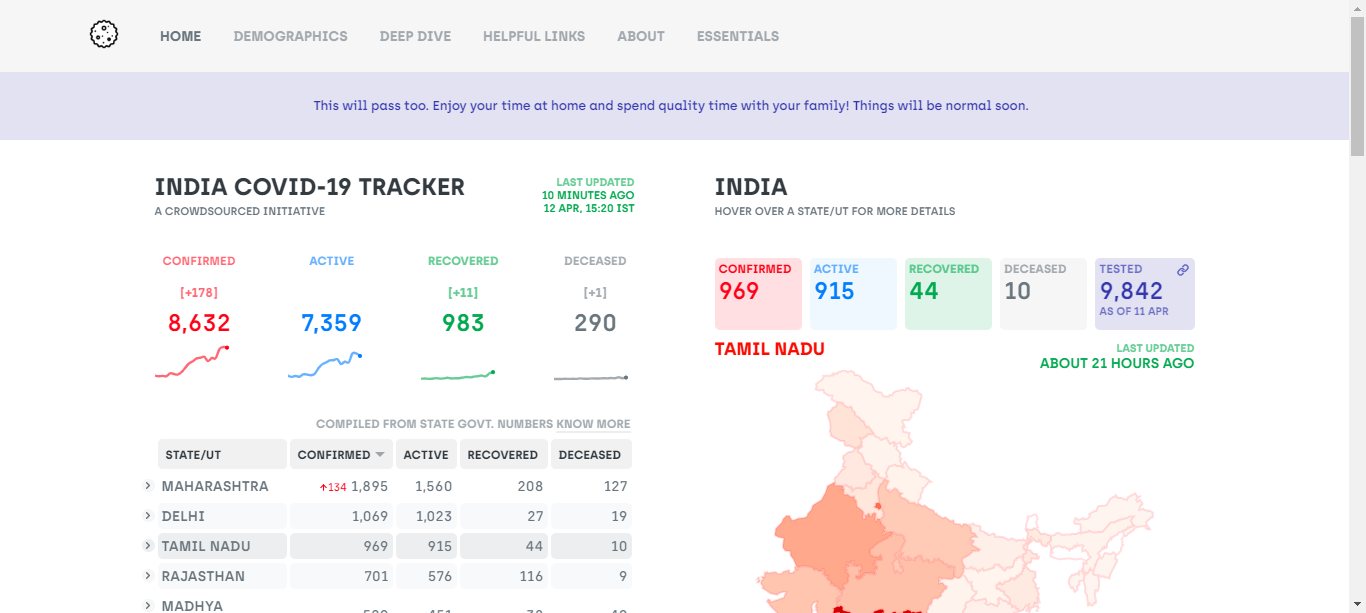 HOME DEMOGRAPHICS DEEP DIVE HELPFUL LINKS ABOUT ESSENTIALS
This will pass too. Enjoy your time at home and spend quality time with your family! Things will be normal soon.
INDIA COVID-19 TRACKER
A CROWDSOURCED INITIATIVE
LAST UPDATED
10 MINUTES AGO
12 APR, 15:20 IST
CONFIRMED ACTIVE RECOVERED DECEASED
[+178] [+11] [+1]
8,632 7,359 983 290
COMPILED FROM STATE GOVT. NUMBERS KNOW MORE
STATE/UT CONFIRMED ACTIVE RECOVERED DECEASED
MAHARASHTRA ↑134 1,895 1,560 208 127
DELHI 1,069 1,023 27 19
TAMIL NADU 969 915 44 10
RAJASTHAN 701 576 116 9
MADHYA
INDIA
HOVER OVER A STATE/UT FOR MORE DETAILS
CONFIRMED ACTIVE RECOVERED DECEASED TESTED
969 915 44 10 9,842
AS OF 11 APR
TAMIL NADU
LAST UPDATED
ABOUT 21 HOURS AGO